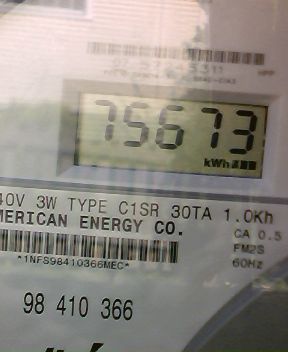 75673
kWh
40V 3W TYPE C1SR 30TA 1.0Kh
MERICAN ENERGY CO.
CA 0.5
FM2S
60Hz
*1NFS98410366MEC*
98 410 366